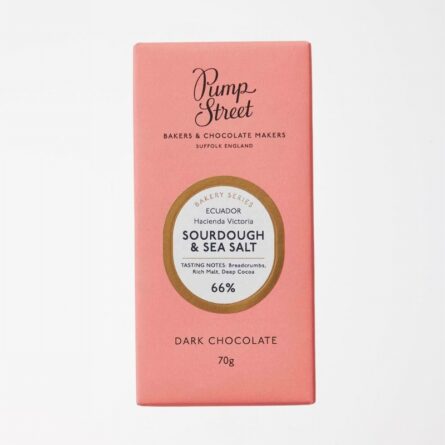 Pump
Street
BAKERS & CHOCOLATE MAKERS
SUFFOLK ENGLAND
BAKERY SERIES
ECUADOR
Hacienda Victoria
SOURDOUGH
& SEA SALT
TASTING NOTES: Breadcrumbs,
Rich Malt, Deep Cocoa
66%
DARK CHOCOLATE
70g